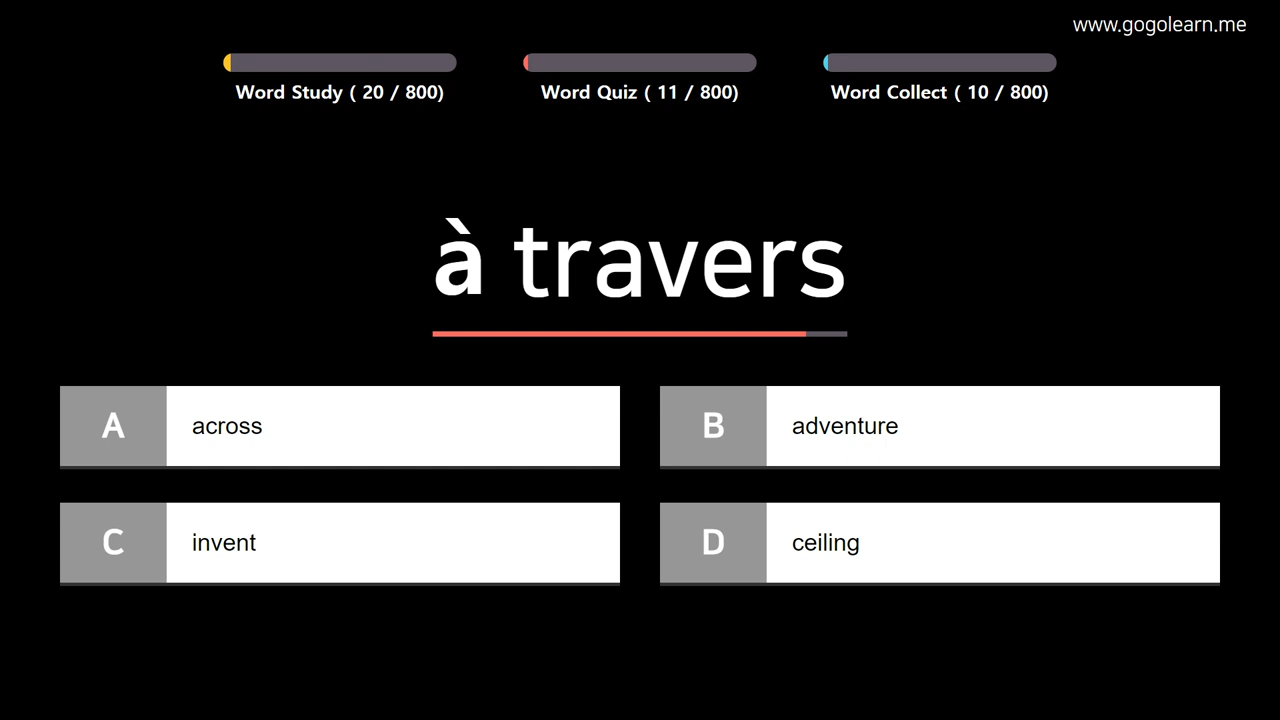 www.gogolearn.me
Word Study ( 20 / 800)
Word Quiz ( 11 / 800)
Word Collect ( 10 / 800)
à travers
A across
B adventure
C invent
D ceiling